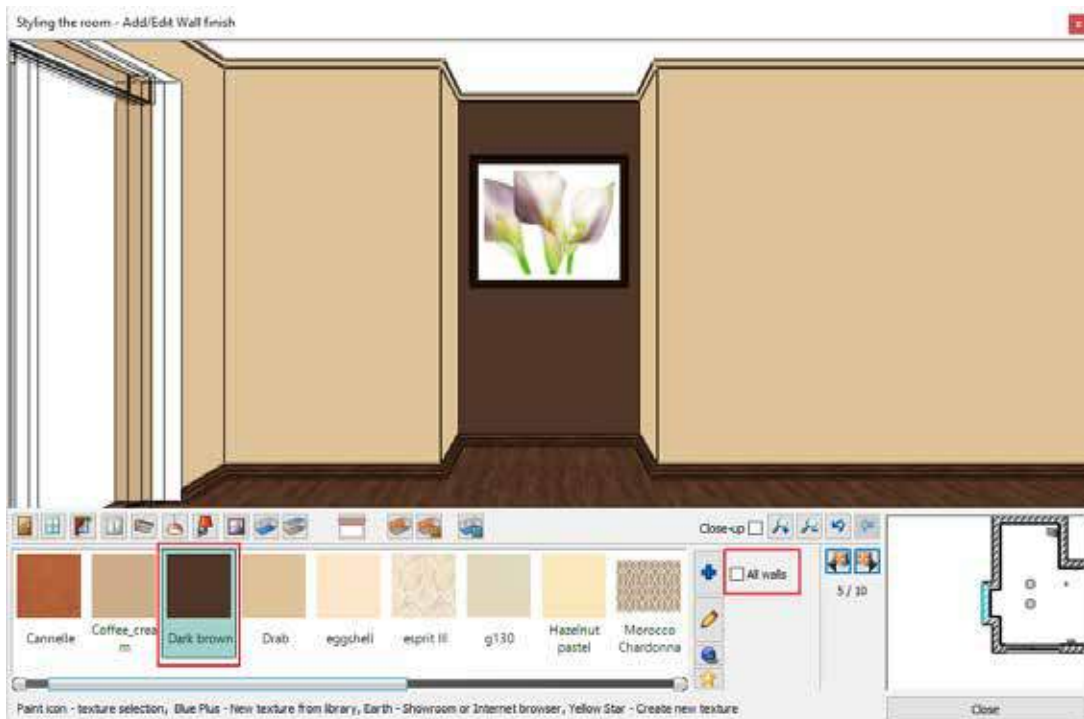 Styling the room - Add/Edit Wall finish
Close-up
All walls
5 / 10
Cannelle
Coffee_crea
m
Dark brown
Drab
eggshell
esprit III
g130
Hazelnut
pastel
Morocco
Chardonna
Paint icon - texture selection, Blue Plus - New texture from library, Earth - Showroom or Internet browser, Yellow Star - Create new texture
Close